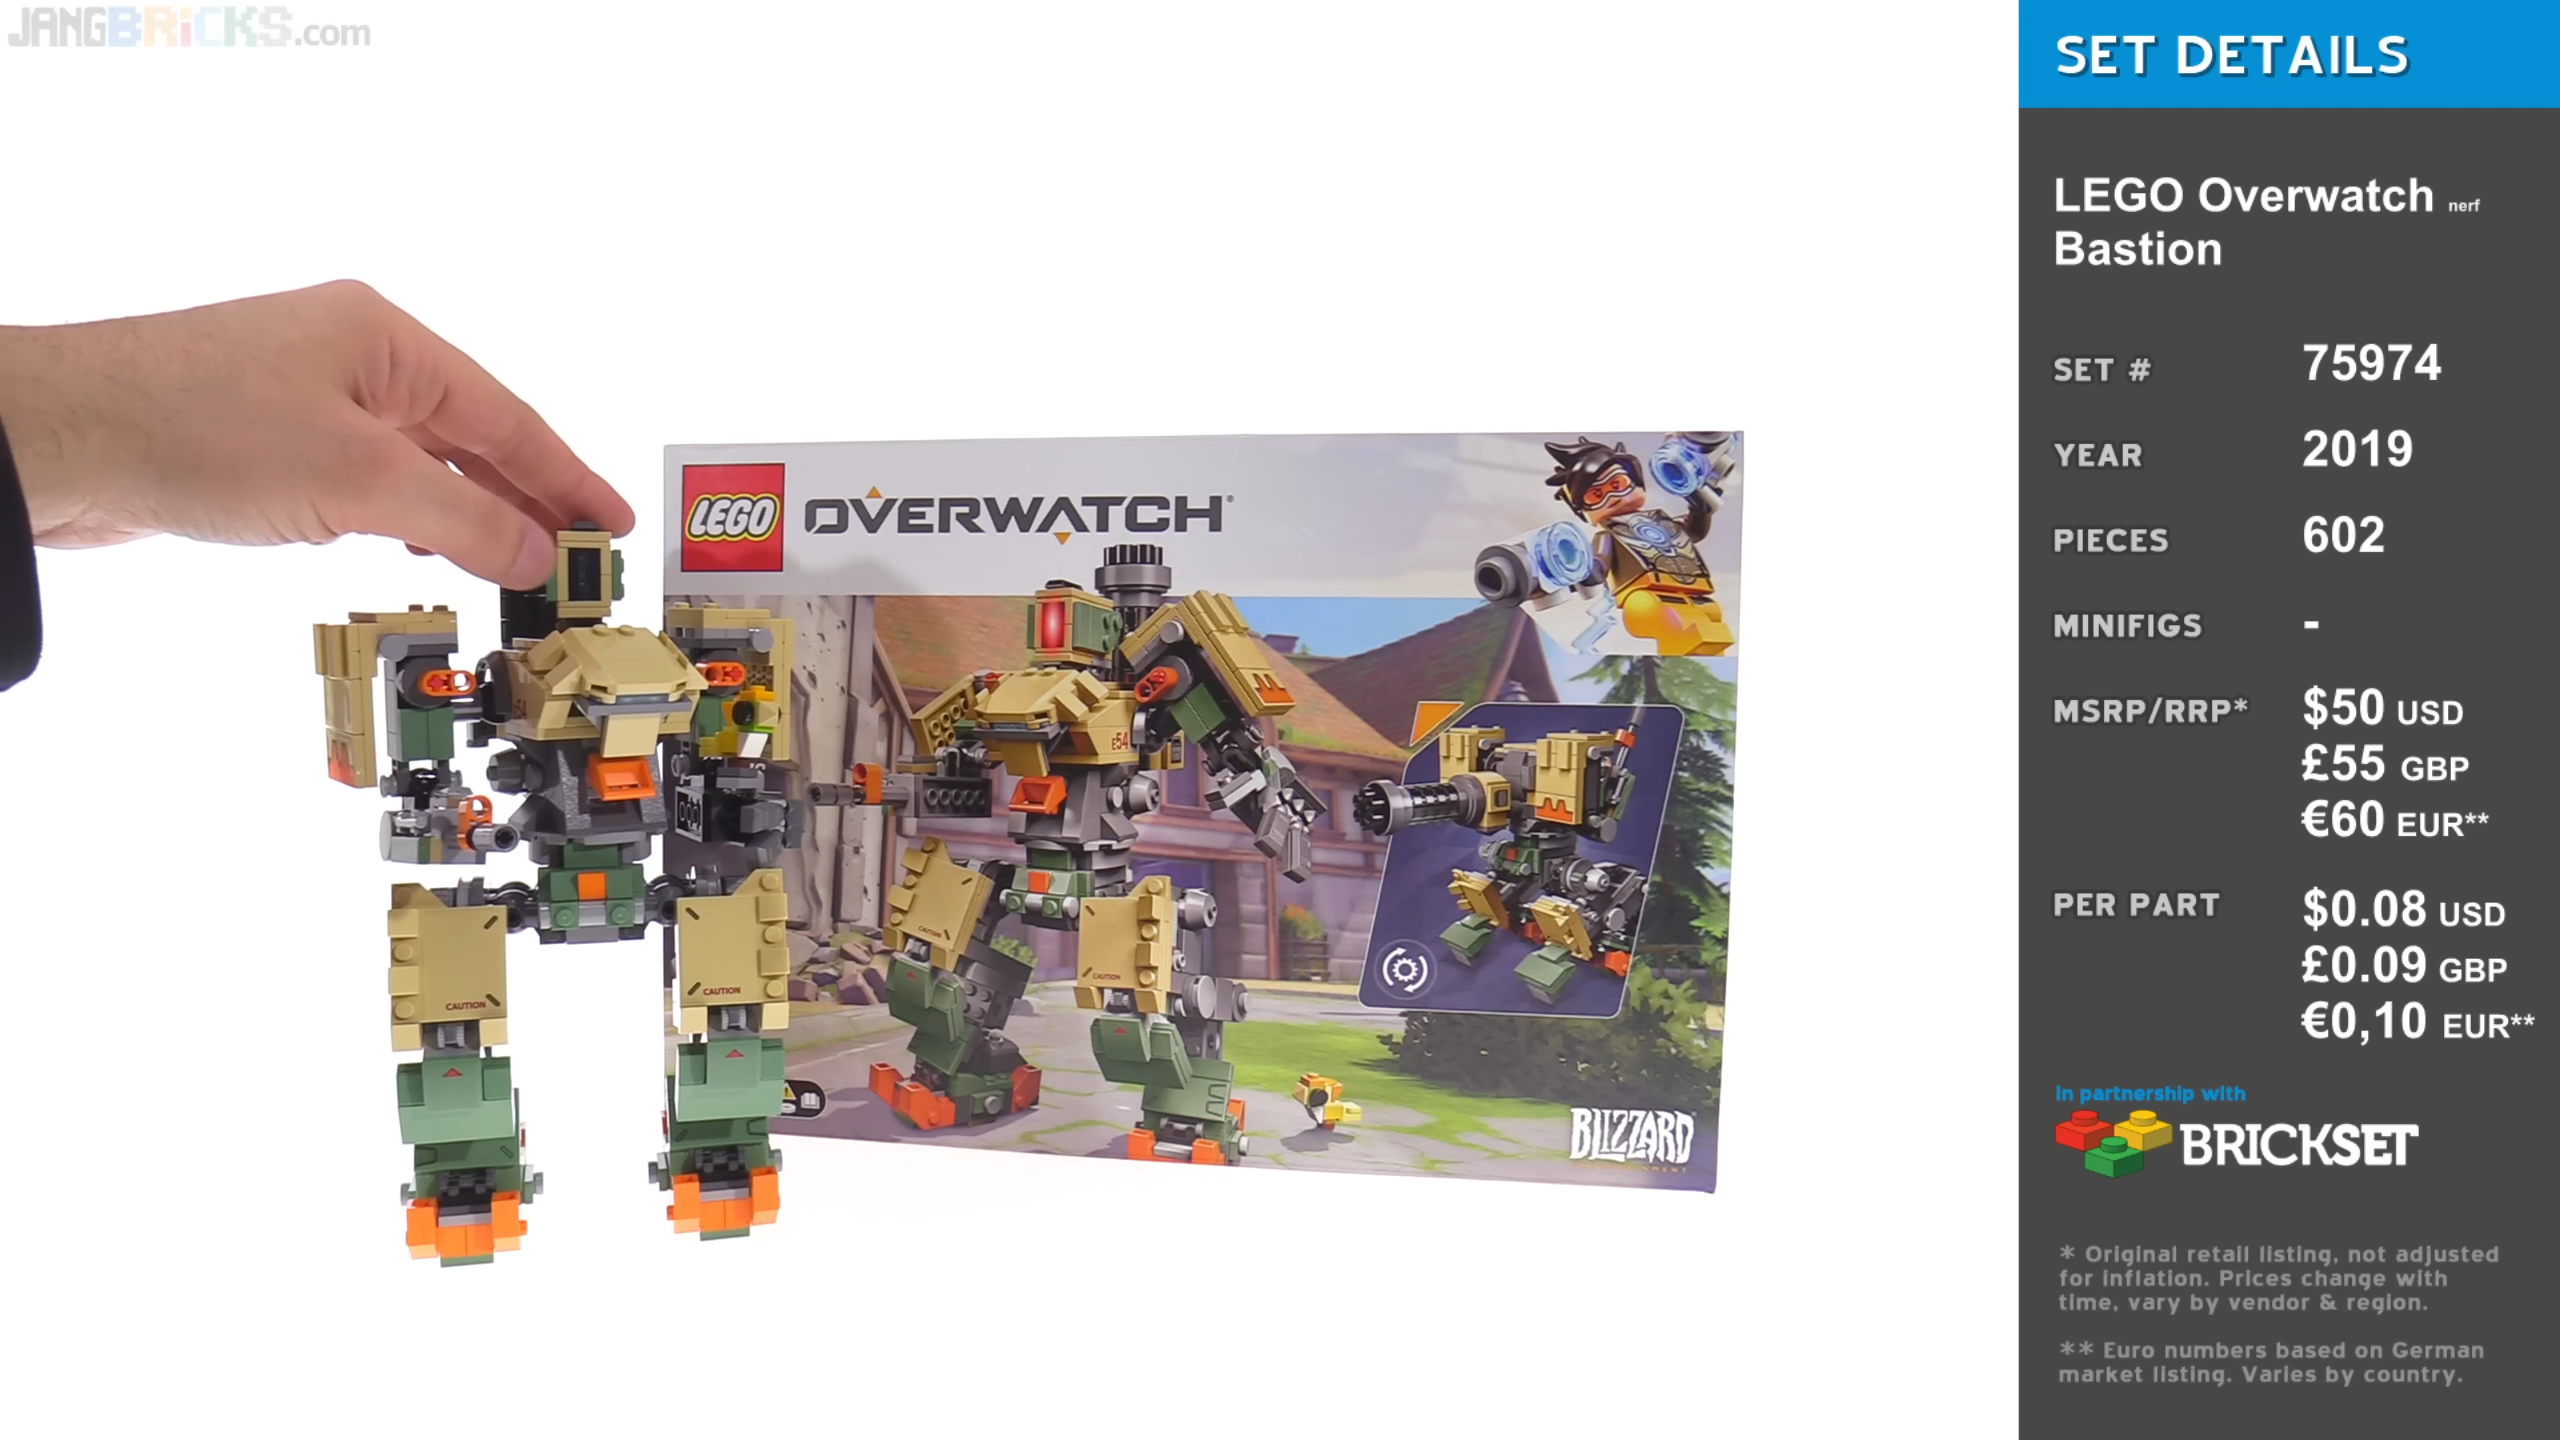 JANGBRiCKS.com
SET DETAILS
LEGO Overwatch nerf
Bastion
SET # 75974
YEAR 2019
PIECES 602
MINIFIGS -
MSRP/RRP* $50 USD
£55 GBP
€60 EUR**
PER PART $0.08 USD
£0.09 GBP
€0,10 EUR**
In partnership with
BRICKSET
* Original retail listing, not adjusted
for inflation. Prices change with
time, vary by vendor & region.
** Euro numbers based on German
market listing. Varies by country.
LEGO OVERWATCH®
E54
CAUTION
CAUTION
CAUTION
CAUTION
BLIZZARD